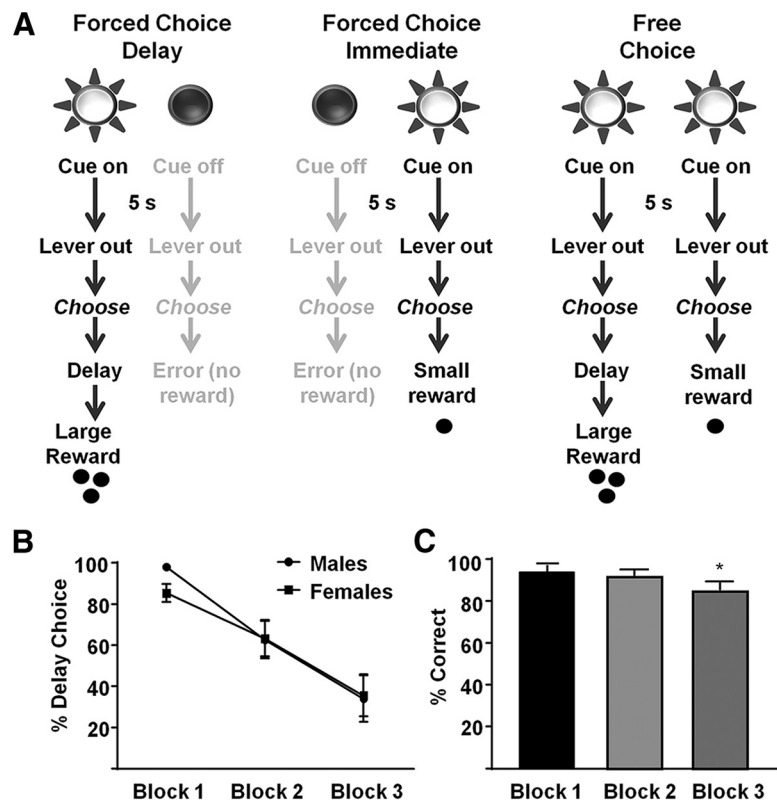 A
Forced Choice
Delay
Forced Choice
Immediate
Free
Choice
Cue on
Cue off
Cue off
Cue on
Cue on
Cue on
5 s
5 s
5 s
Lever out
Lever out
Lever out
Lever out
Lever out
Lever out
Choose
Choose
Choose
Choose
Choose
Choose
Delay
Error (no
reward)
Error (no
reward)
Small
reward
Delay
Small
reward
Large
Reward
Large
Reward
B
% Delay Choice
100
80
60
40
20
Males
Females
Block 1
Block 2
Block 3
C
% Correct
100
80
60
40
20
*
Block 1
Block 2
Block 3